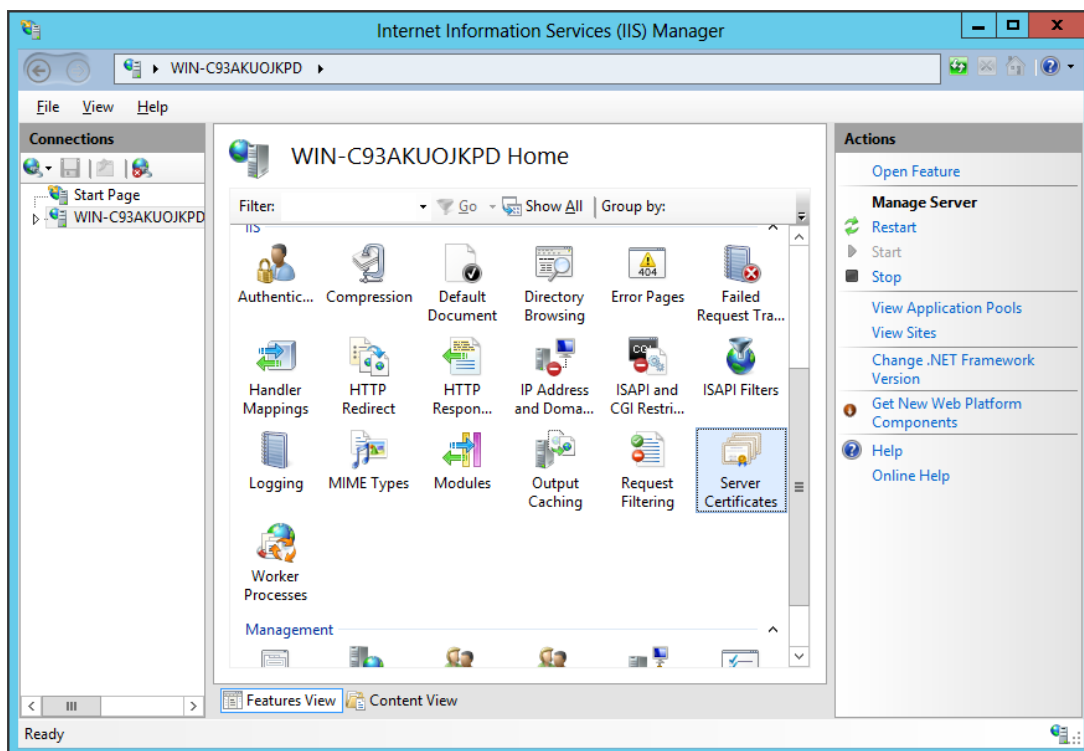 Internet Information Services (IIS) Manager
WIN-C93AKUOJKPD
File View Help
Connections
Start Page
WIN-C93AKUOJKPD
WIN-C93AKUOJKPD Home
Filter: Go Show All Group by:
IIS
Authentic... Compression Default Document Directory Browsing Error Pages Failed Request Tra...
Handler Mappings HTTP Redirect HTTP Respon... IP Address and Doma... ISAPI and CGI Restri... ISAPI Filters
Logging MIME Types Modules Output Caching Request Filtering Server Certificates
Worker Processes
Management
Features View Content View
Actions
Open Feature
Manage Server
Restart
Start
Stop
View Application Pools
View Sites
Change .NET Framework
Version
Get New Web Platform
Components
Help
Online Help
Ready